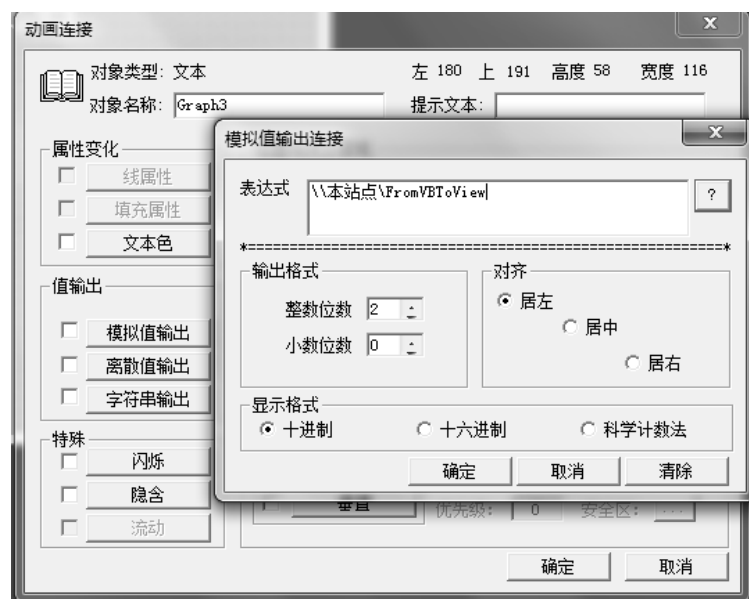 动画连接
对象类型: 文本
左 180 上 191 高度 58 宽度 116
对象名称: Graph3
提示文本:
属性变化
线属性
填充属性
文本色
值输出
模拟值输出
离散值输出
字符串输出
特殊
闪烁
隐含
流动
模拟值输出连接
表达式 \\本站点\FromVBToView
?
*==========================================================*
输出格式
整数位数 2
小数位数 0
对齐
居左
居中
居右
显示格式
十进制 十六进制 科学计数法
确定 取消 清除
垂直 优先级: 0 安全区: ...
确定 取消